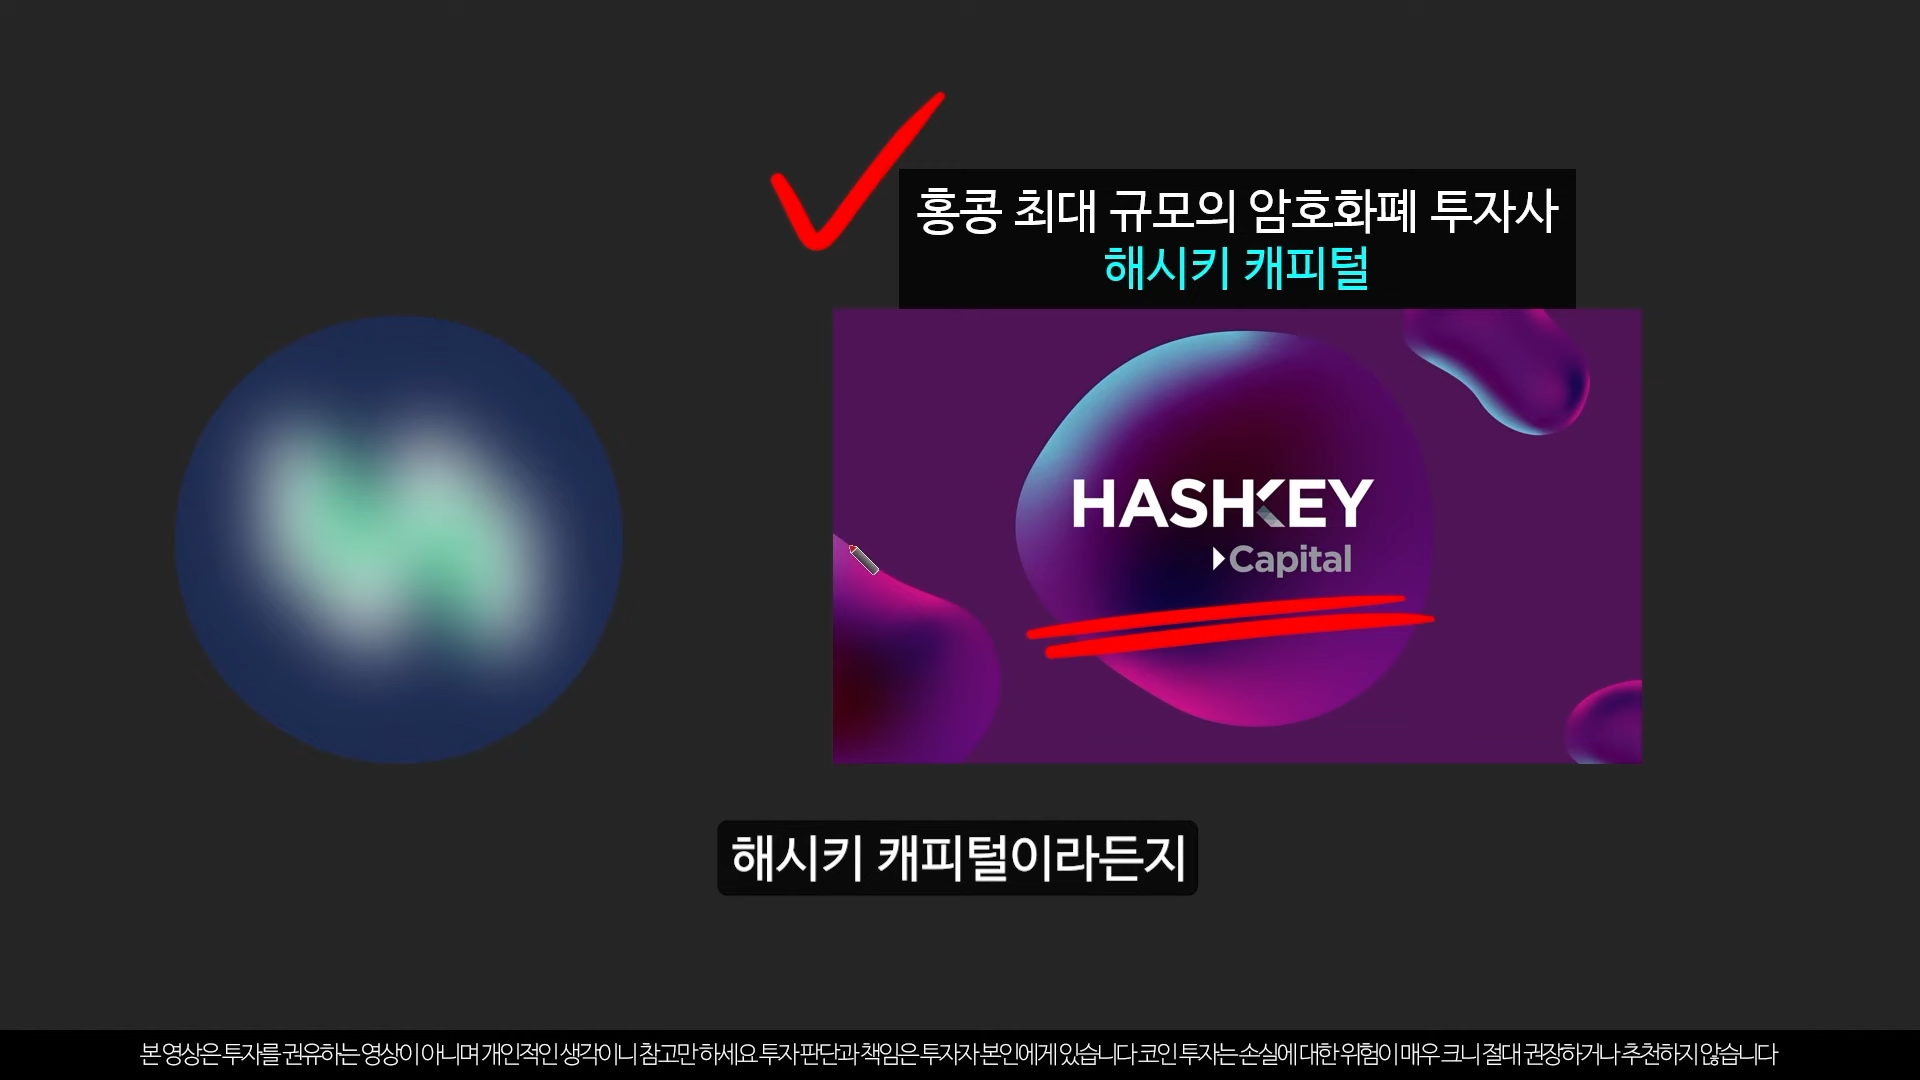 홍콩 최대 규모의 암호화폐 투자사
해시키 캐피털
HASHKEY
Capital
해시키 캐피털이라든지
본 영상은 투자를 권유하는 영상이 아니며 개인적인 생각이니 참고만 하세요 투자 판단과 책임은 투자자 본인에게 있습니다 코인 투자는 손실에 대한 위험이 매우 크니 절대 권장하거나 추천하지 않습니다